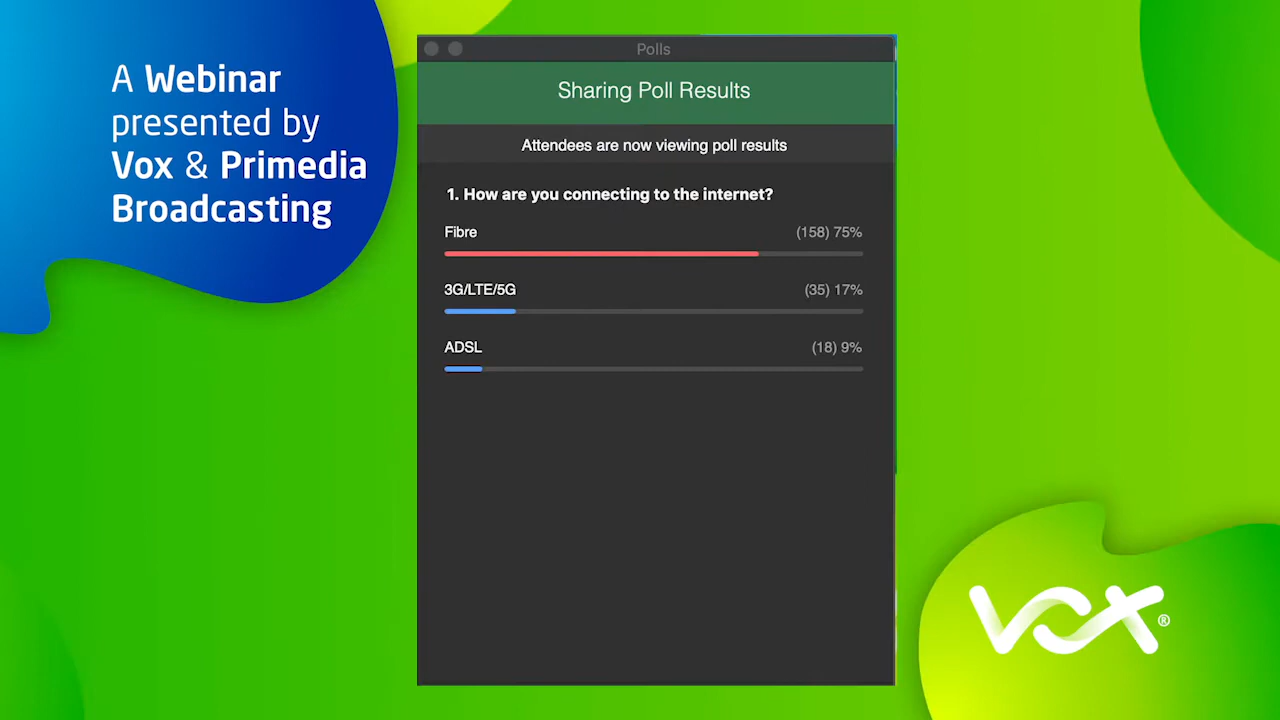 A Webinar
presented by
Vox & Primedia
Broadcasting
Polls
Sharing Poll Results
Attendees are now viewing poll results
1. How are you connecting to the internet?
Fibre (158) 75%
3G/LTE/5G (35) 17%
ADSL (18) 9%
vox®